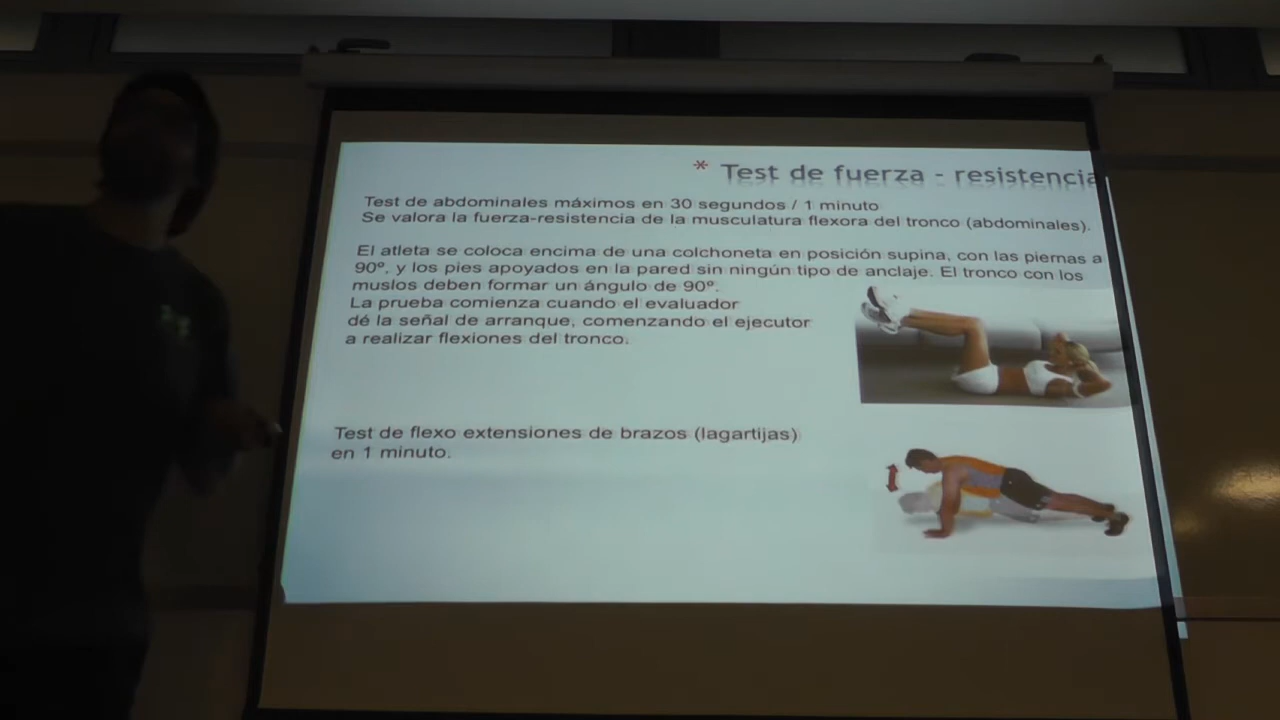 * Test de fuerza - resistencia
Test de abdominales máximos en 30 segundos / 1 minuto
Se valora la fuerza-resistencia de la musculatura flexora del tronco (abdominales).
El atleta se coloca encima de una colchoneta en posición supina, con las piernas a
90º, y los pies apoyados en la pared sin ningún tipo de anclaje. El tronco con los
muslos deben formar un ángulo de 90º.
La prueba comienza cuando el evaluador
dé la señal de arranque, comenzando el ejecutor
a realizar flexiones del tronco.
Test de flexo extensiones de brazos (lagartijas)
en 1 minuto.